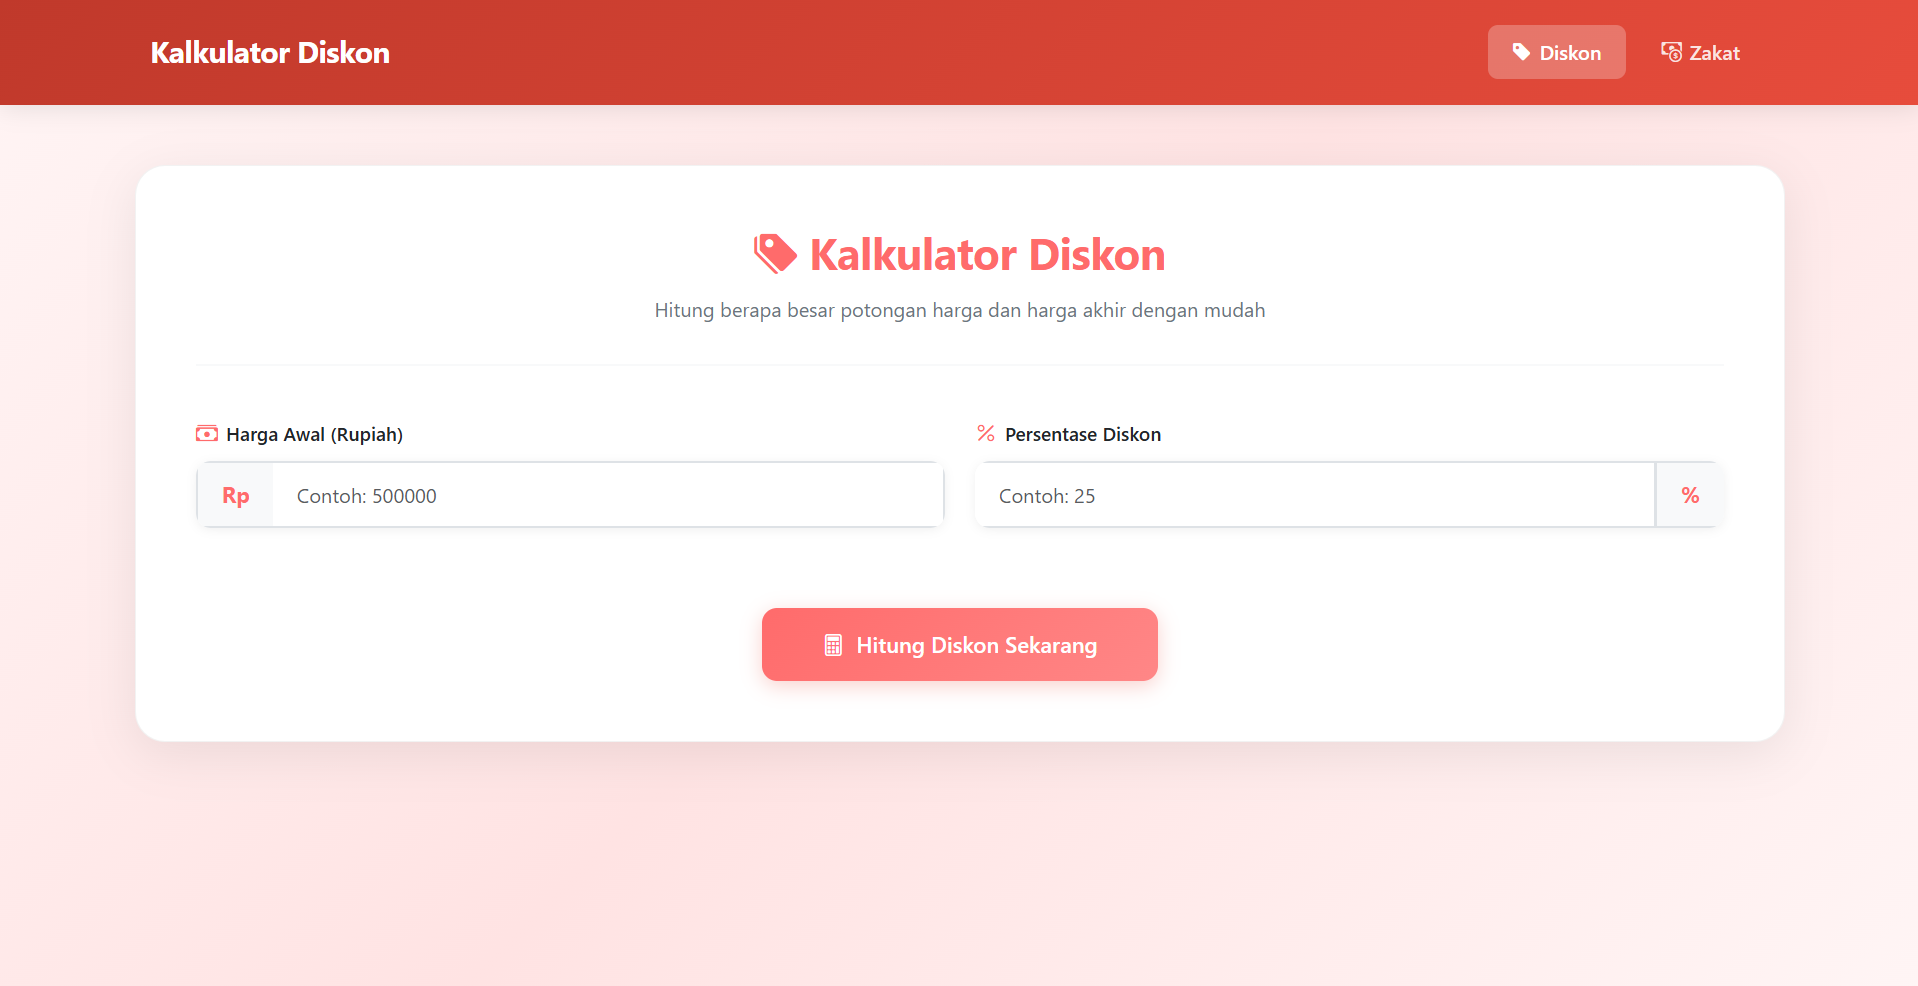 Kalkulator Diskon
Diskon
Zakat
Kalkulator Diskon
Hitung berapa besar potongan harga dan harga akhir dengan mudah
Harga Awal (Rupiah)
Persentase Diskon
Rp
Contoh: 500000
Contoh: 25
%
Hitung Diskon Sekarang